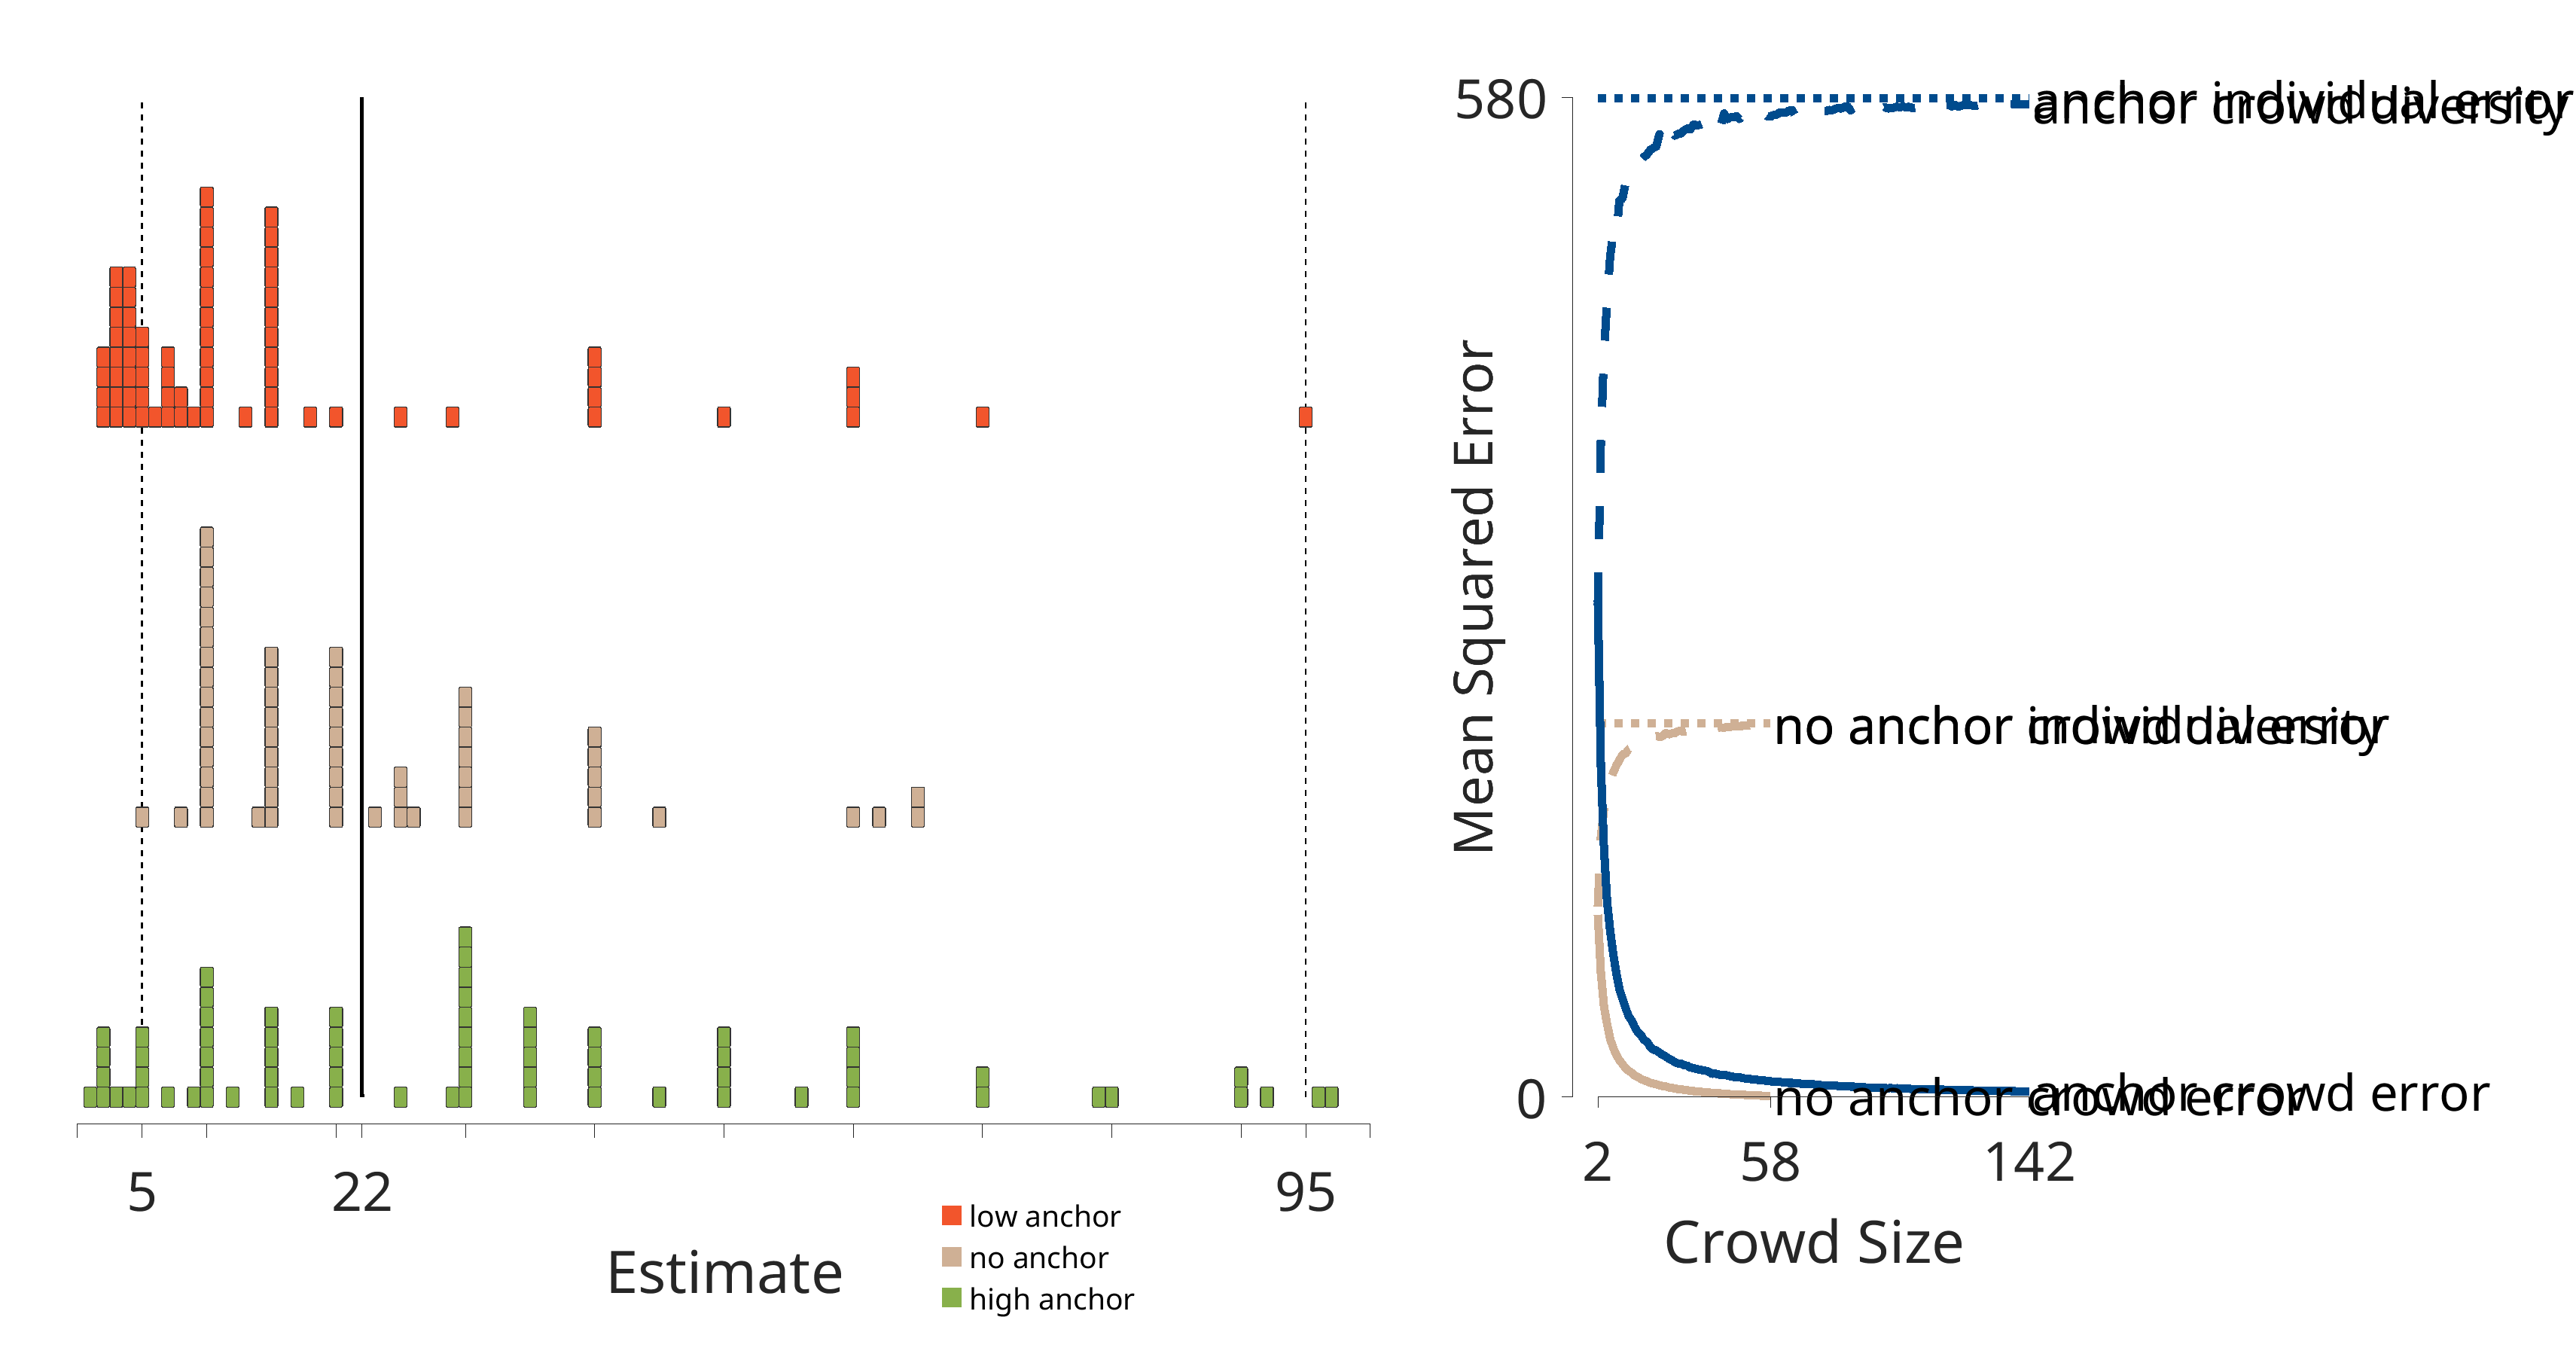 5
22
95
Estimate
low anchor
no anchor
high anchor
580
0
Mean Squared Error
anchor individual error
anchor crowd diversity
no anchor individual error
no anchor crowd diversity
anchor crowd error
no anchor crowd error
2
58
142
Crowd Size